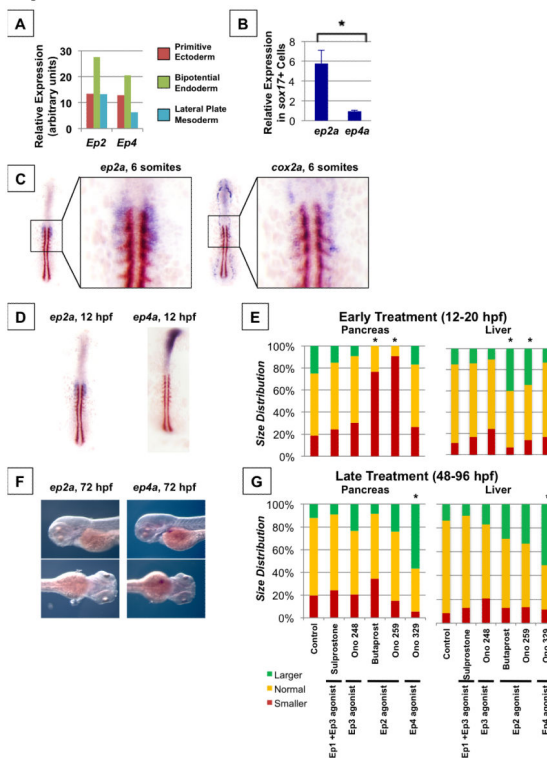 A
Relative Expression
(arbitrary units)
30
20
10
0
Ep2 Ep4
Primitive
Ectoderm
Bipotential
Endoderm
Lateral Plate
Mesoderm
B
*
Relative Expression
in sox17+ Cells
8
6
4
2
0
ep2a ep4a
C
ep2a, 6 somites
cox2a, 6 somites
D
ep2a, 12 hpf
ep4a, 12 hpf
E
Early Treatment (12-20 hpf)
Pancreas
Liver
* *
* *
Size Distribution
100%
80%
60%
40%
20%
0%
F
ep2a, 72 hpf
ep4a, 72 hpf
G
Late Treatment (48-96 hpf)
Pancreas
Liver
*
Size Distribution
100%
80%
60%
40%
20%
0%
Control
Sulprostone
Ono 248
Butaprost
Ono 259
Ono 329
Control
Sulprostone
Ono 248
Butaprost
Ono 259
Ono 329
Larger
Normal
Smaller
Ep1 +Ep3 agonist
Ep3 agonist
Ep2 agonist
Ep4 agonist
Ep1 +Ep3 agonist
Ep3 agonist
Ep2 agonist
Ep4 agonist